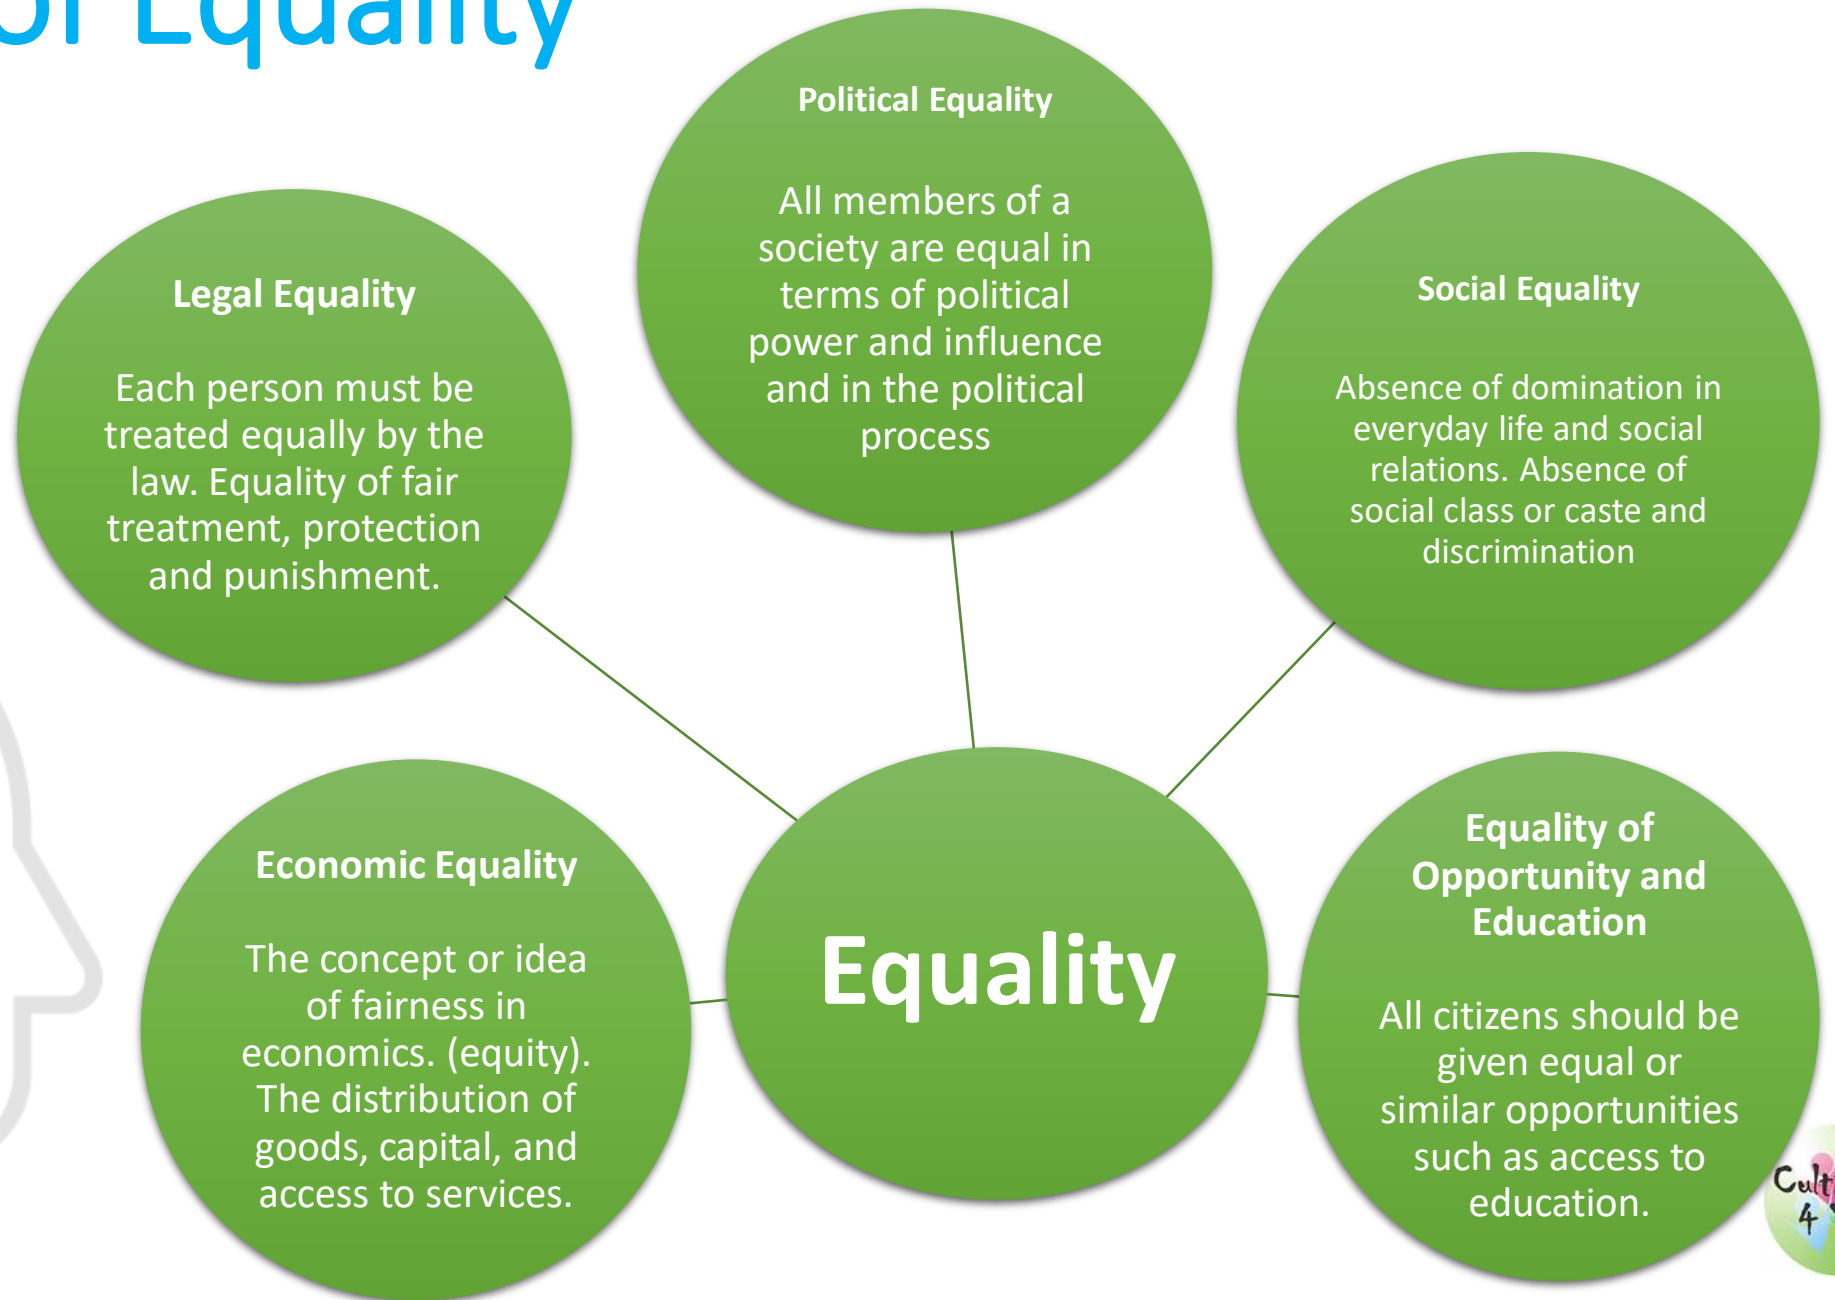 of Equality
Political Equality
All members of a
society are equal in
terms of political
power and influence
and in the political
process
Legal Equality
Each person must be
treated equally by the
law. Equality of fair
treatment, protection
and punishment.
Social Equality
Absence of domination in
everyday life and social
relations. Absence of
social class or caste and
discrimination
Economic Equality
The concept or idea
of fairness in
economics. (equity).
The distribution of
goods, capital, and
access to services.
Equality
Equality of
Opportunity and
Education
All citizens should be
given equal or
similar opportunities
such as access to
education.
4